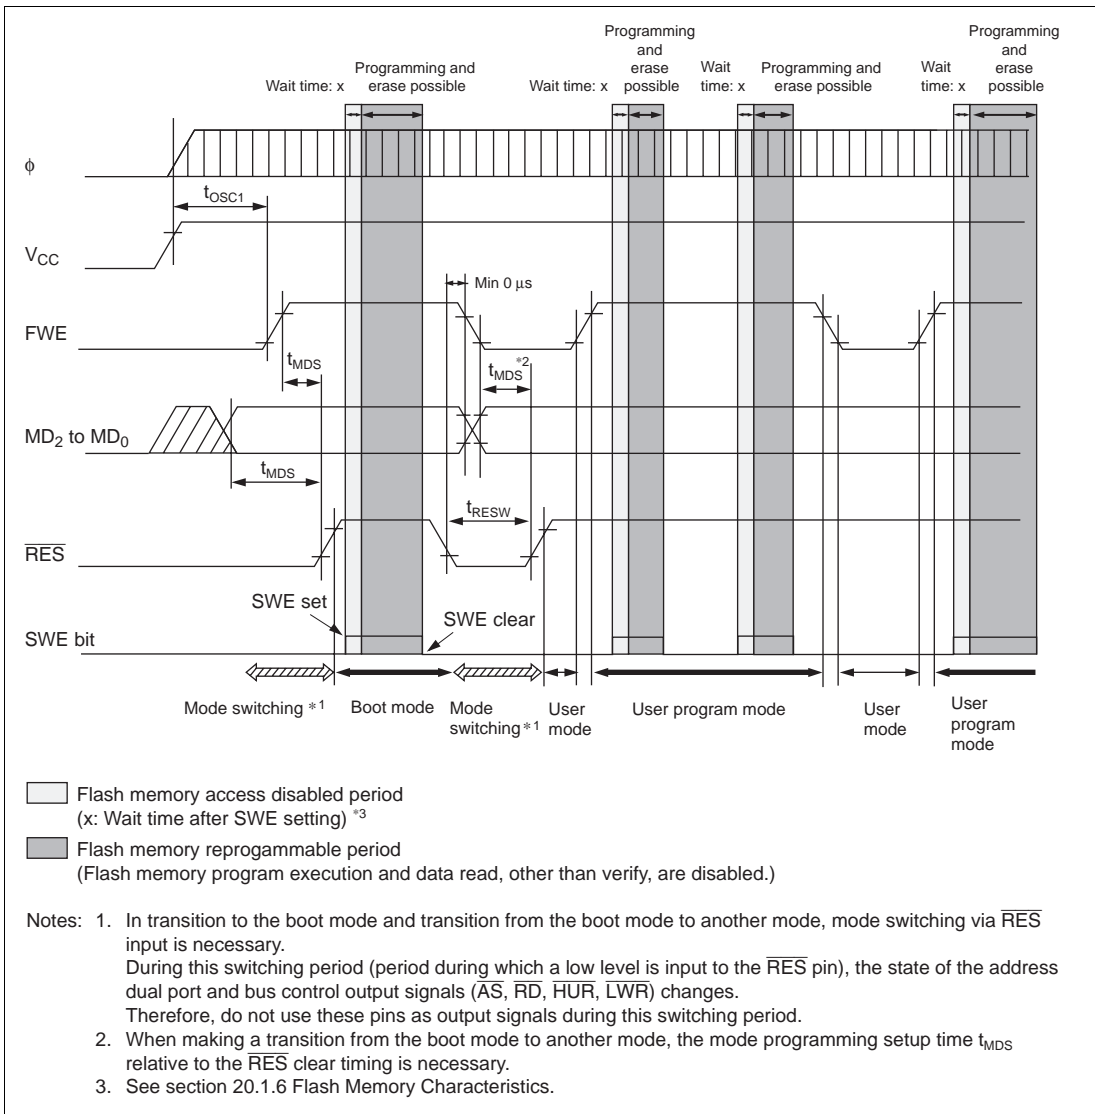 Programming and erase possible
Programming and erase possible
Wait time: x
Programming and erase possible
Wait time: x
Wait time: x
Programming and erase possible
Wait time: x
ϕ
tOSC1
VCC
Min 0 μs
FWE
tMDS
tMDS*2
MD2 to MD0
tMDS
tRESW
RES
SWE set
SWE clear
SWE bit
Mode switching *1
Boot mode
Mode switching*1
User mode
User program mode
User mode
User program mode
Flash memory access disabled period
(x: Wait time after SWE setting) *3
Flash memory reprogammable period
(Flash memory program execution and data read, other than verify, are disabled.)
Notes: 1. In transition to the boot mode and transition from the boot mode to another mode, mode switching via RES
input is necessary.
During this switching period (period during which a low level is input to the RES pin), the state of the address
dual port and bus control output signals (AS, RD, HUR, LWR) changes.
Therefore, do not use these pins as output signals during this switching period.
2. When making a transition from the boot mode to another mode, the mode programming setup time tMDS
relative to the RES clear timing is necessary.
3. See section 20.1.6 Flash Memory Characteristics.